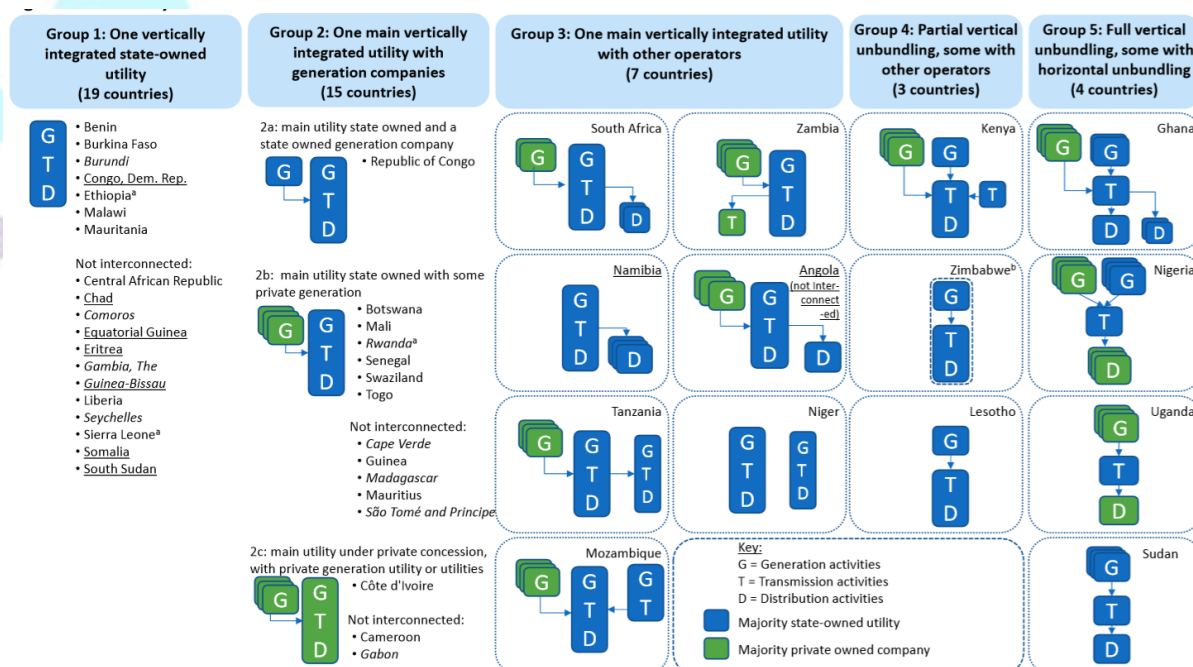 Group 1: One vertically
integrated state-owned
utility
(19 countries)
G
T
D
• Benin
• Burkina Faso
• Burundi
• Congo, Dem. Rep.
• Ethiopiaᵃ
• Malawi
• Mauritania
Not interconnected:
• Central African Republic
• Chad
• Comoros
• Equatorial Guinea
• Eritrea
• Gambia, The
• Guinea-Bissau
• Liberia
• Seychelles
• Sierra Leoneᵃ
• Somalia
• South Sudan
Group 2: One main vertically
integrated utility with
generation companies
(15 countries)
2a: main utility state owned and a
state owned generation company
G
G
T
D
• Republic of Congo
2b: main utility state owned with some
private generation
G
G
T
D
• Botswana
• Mali
• Rwandaᵃ
• Senegal
• Swaziland
• Togo
Not interconnected:
• Cape Verde
• Guinea
• Madagascar
• Mauritius
• São Tomé and Principe
2c: main utility under private concession,
with private generation utility or utilities
G
G
T
D
• Côte d'Ivoire
Not interconnected:
• Cameroon
• Gabon
Group 3: One main vertically integrated utility
with other operators
(7 countries)
South Africa
G
G
T
D
D
Zambia
G
G
T
D
T
Namibia
G
T
D
D
Angola
(not Inter-
connect
-ed)
G
G
T
D
D
Tanzania
G
G
T
D
G
T
D
Niger
G
T
D
G
T
D
Mozambique
G
G
T
D
G
T
Key:
G = Generation activities
T = Transmission activities
D = Distribution activities
Majority state-owned utility
Majority private owned company
Group 4: Partial vertical
unbundling, some with
other operators
(3 countries)
Kenya
G
G
T
D
T
Zimbabweᵇ
G
T
D
Lesotho
G
T
D
Group 5: Full vertical
unbundling, some with
horizontal unbundling
(4 countries)
Ghana
G
G
T
D
D
Nigeria
G
G
T
D
Uganda
G
T
D
Sudan
G
T
D